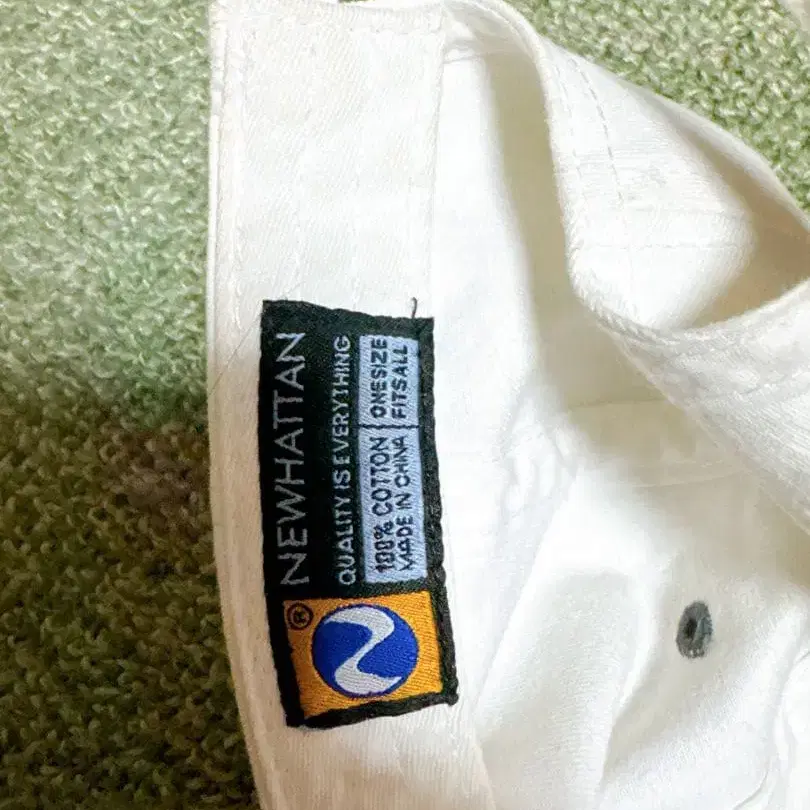 ®
NEWHATTAN
QUALITY IS EVERYTHING
100% COTTON
MADE IN CHINA
ONE SIZE
FITS ALL